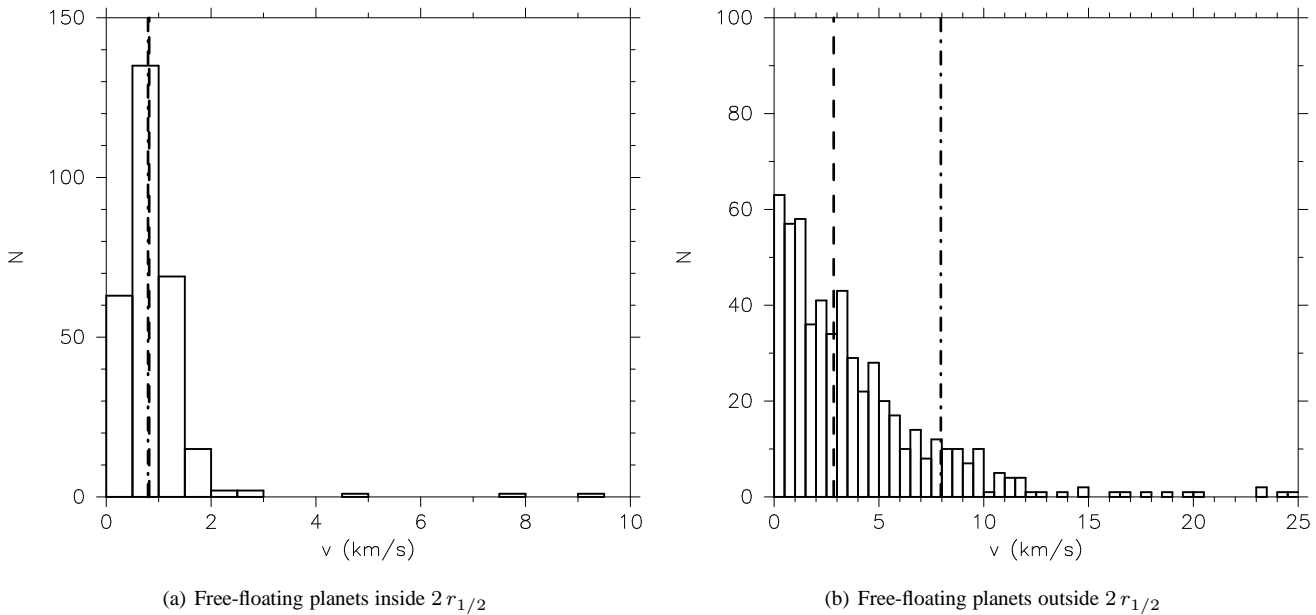 150
100
50
0
N
0 2 4 6 8 10
v (km/s)
(a) Free-floating planets inside 2 r1/2
100
80
60
40
20
0
N
0 5 10 15 20 25
v (km/s)
(b) Free-floating planets outside 2 r1/2